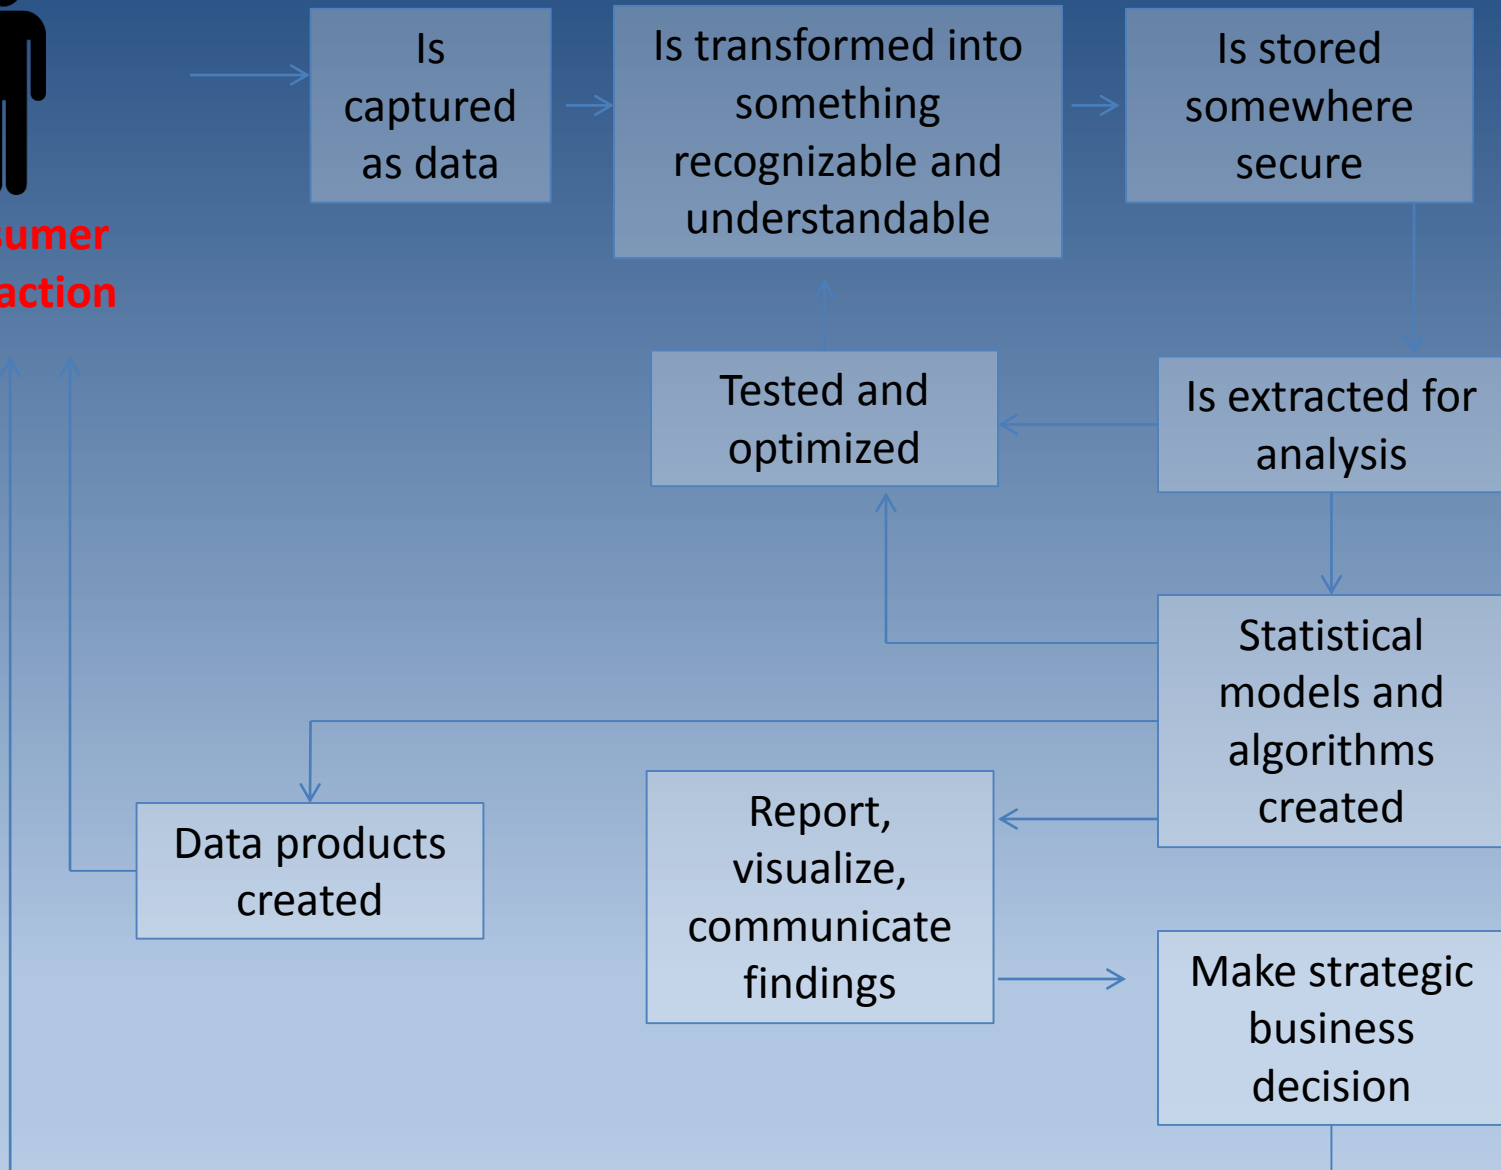 sumer
action
Is
captured
as data
Is transformed into
something
recognizable and
understandable
Is stored
somewhere
secure
Tested and
optimized
Is extracted for
analysis
Statistical
models and
algorithms
created
Data products
created
Report,
visualize,
communicate
findings
Make strategic
business
decision